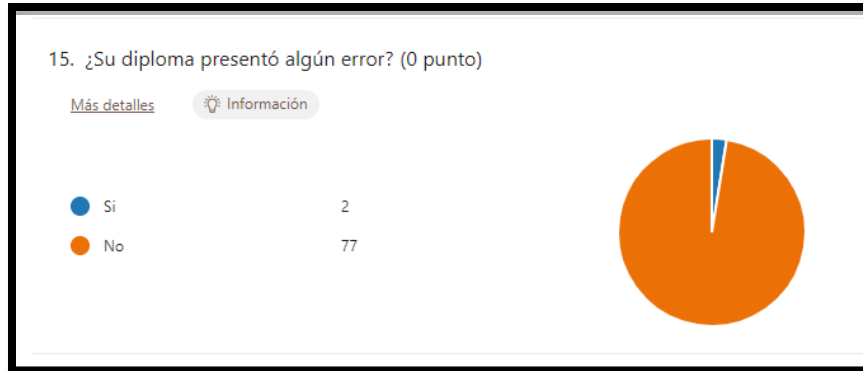 15. ¿Su diploma presentó algún error? (0 punto)
Más detalles Información
Si 2
No 77